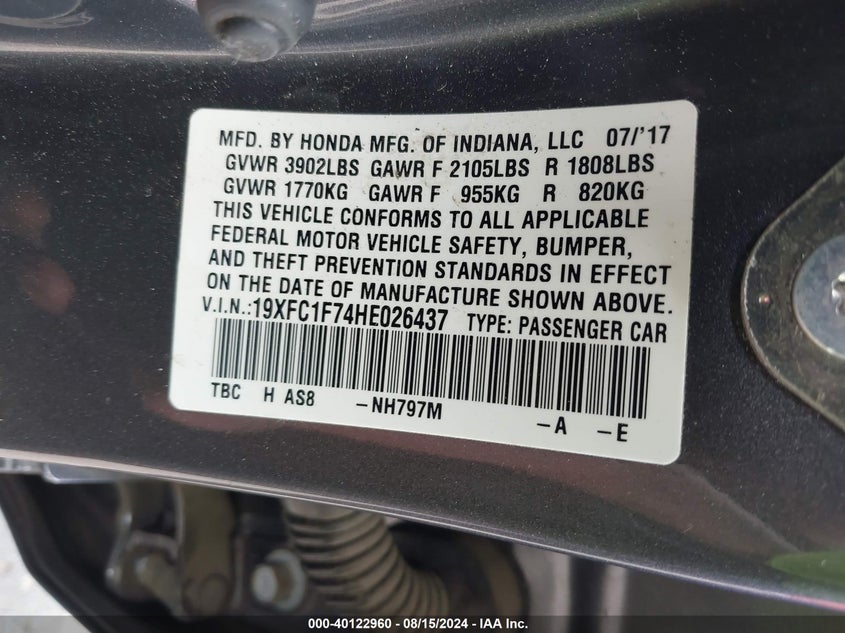 MFD. BY HONDA MFG. OF INDIANA, LLC 07/'17
GVWR 3902LBS GAWR F 2105LBS R 1808LBS
GVWR 1770KG GAWR F 955KG R 820KG
THIS VEHICLE CONFORMS TO ALL APPLICABLE
FEDERAL MOTOR VEHICLE SAFETY, BUMPER,
AND THEFT PREVENTION STANDARDS IN EFFECT
ON THE DATE OF MANUFACTURE SHOWN ABOVE.
V.I.N.:19XFC1F74HE026437 TYPE: PASSENGER CAR
TBC H AS8 -NH797M -A -E
000-40122960 - 08/15/2024 - IAA Inc.